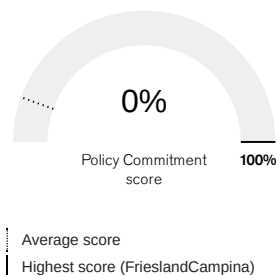 0%
Policy Commitment
score
100%
Average score
Highest score (FrieslandCampina)